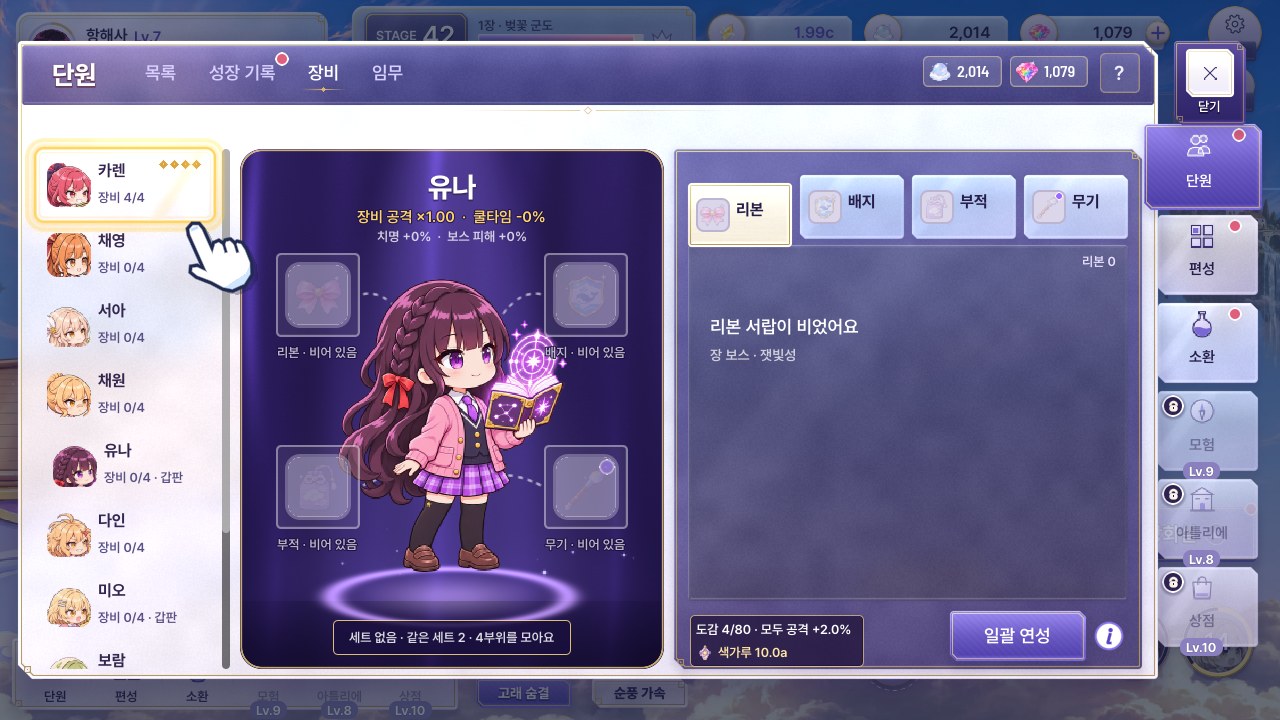 항해사 Lv.7
STAGE 42
1장 · 벚꽃 군도
1.99c
2,014
1,079
단원
목록
성장 기록
장비
임무
2,014
1,079
?
닫기
카렌
장비 4/4
채영
장비 0/4
서아
장비 0/4
채원
장비 0/4
유나
장비 0/4 · 갑판
다인
장비 0/4
미오
장비 0/4 · 갑판
보람
유나
장비 공격 ×1.00 · 쿨타임 -0%
치명 +0% · 보스 피해 +0%
리본 · 비어 있음
배지 · 비어 있음
부적 · 비어 있음
무기 · 비어 있음
세트 없음 · 같은 세트 2 · 4부위를 모아요
리본
배지
부적
무기
리본 0
리본 서랍이 비었어요
장 보스 · 잿빛성
도감 4/80 · 모두 공격 +2.0%
색가루 10.0a
일괄 연성
i
단원
편성
소환
모험
Lv.9
아틀리에
Lv.8
상점
Lv.10
단원
편성
소환
모험
Lv.9
아틀리에
Lv.8
상점
Lv.10
고래 숨결
순풍 가속